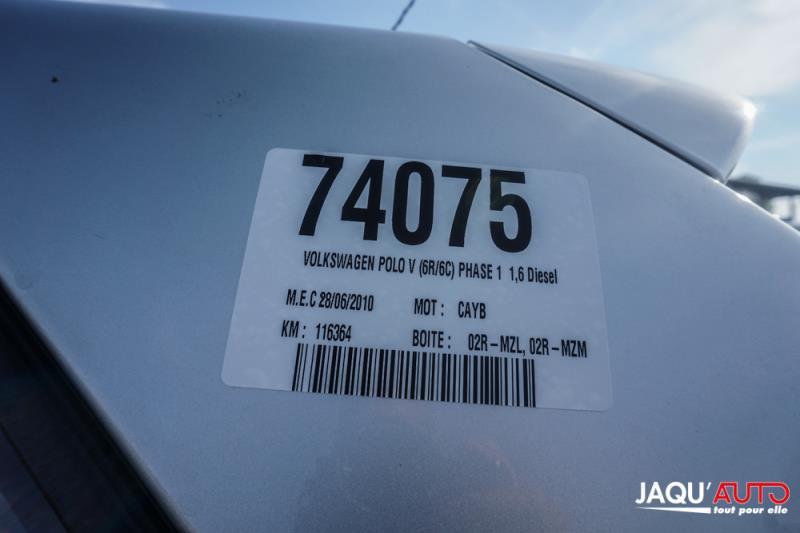 74075
VOLKSWAGEN POLO V (6R/6C) PHASE 1 1,6 Diesel
M.E.C 28/06/2010 MOT : CAYB
KM : 116364 BOITE : 02R-MZL, 02R-MZM
JAQU'AUTO
tout pour elle